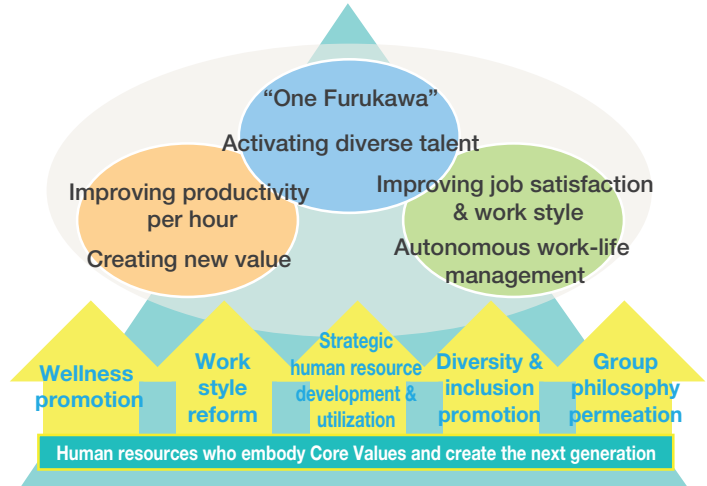 “One Furukawa”
Activating diverse talent
Improving productivity
per hour
Creating new value
Improving job satisfaction
& work style
Autonomous work-life
management
Wellness
promotion
Work
style
reform
Strategic
human resource
development &
utilization
Diversity &
inclusion
promotion
Group
philosophy
permeation
Human resources who embody Core Values and create the next generation